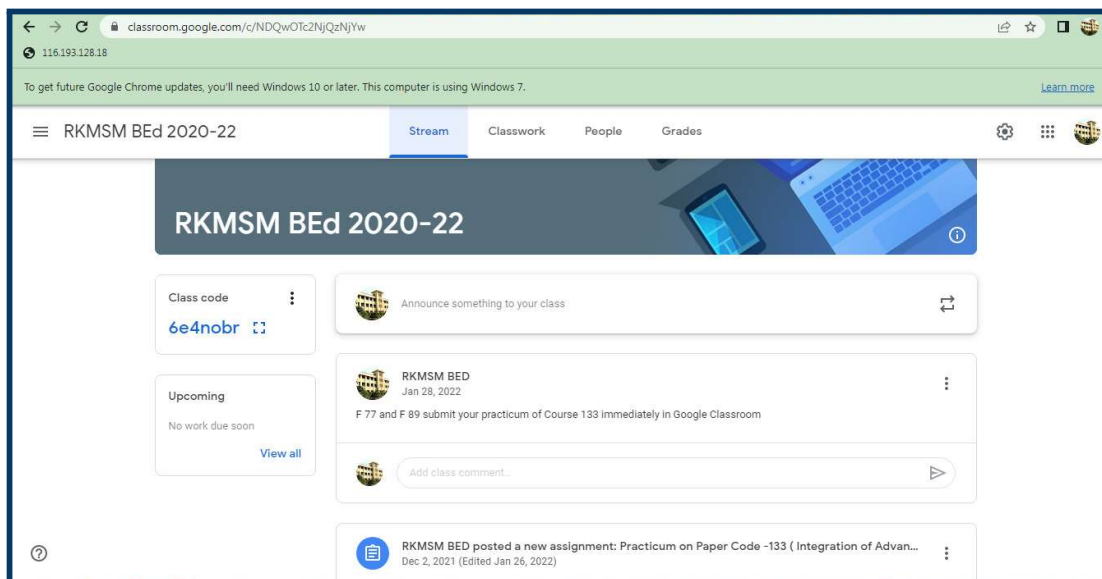 classroom.google.com/c/NDQwOTc2NjQzNjYw
116.193.128.18
To get future Google Chrome updates, you'll need Windows 10 or later. This computer is using Windows 7.
Learn more
RKMSM BEd 2020-22
Stream
Classwork
People
Grades
RKMSM BEd 2020-22
Class code
6e4nobr
Upcoming
No work due soon
View all
Announce something to your class
RKMSM BED
Jan 28, 2022
F 77 and F 89 submit your practicum of Course 133 immediately in Google Classroom
Add class comment...
RKMSM BED posted a new assignment: Practicum on Paper Code -133 ( Integration of Advan...
Dec 2, 2021 (Edited Jan 26, 2022)